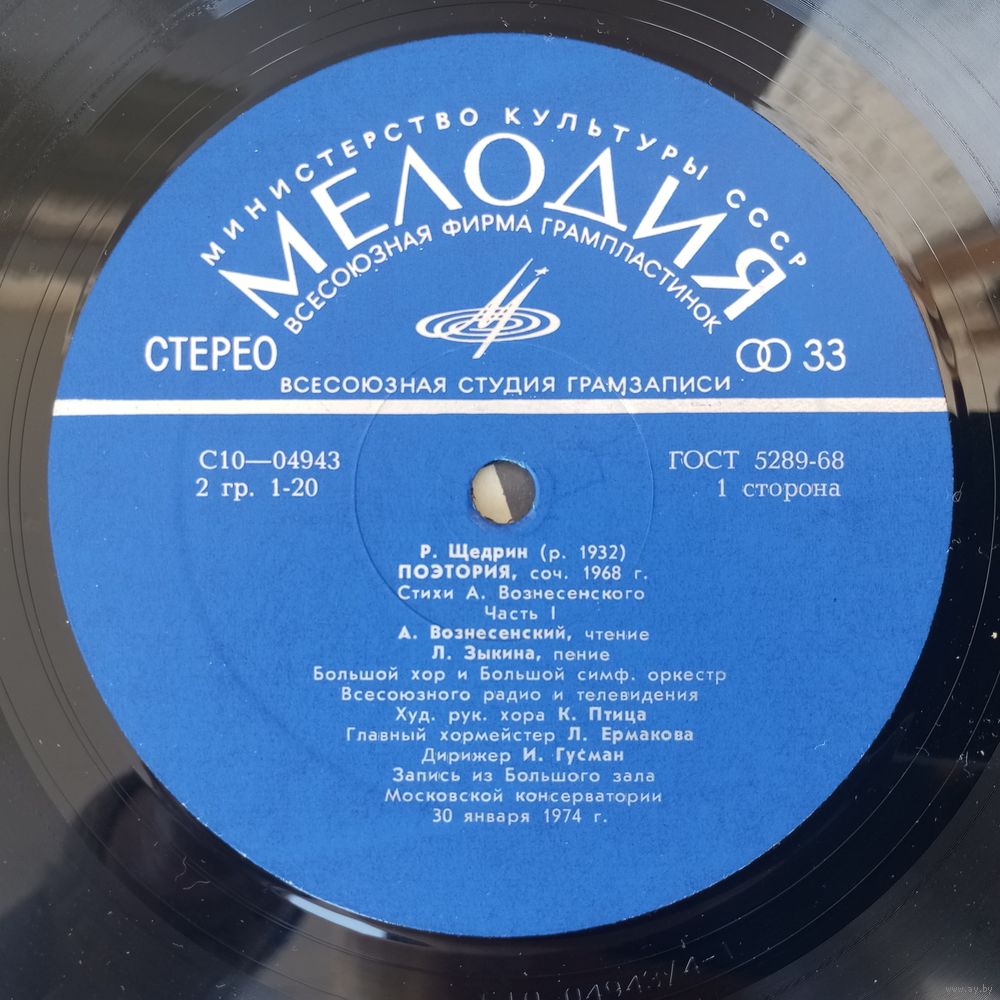 МИНИСТЕРСТВО КУЛЬТУРЫ СССР
МЕЛОДИЯ
ВСЕСОЮЗНАЯ ФИРМА ГРАМПЛАСТИНОК
СТЕРЕО
33
ВСЕСОЮЗНАЯ СТУДИЯ ГРАМЗАПИСИ
С10—04943
ГОСТ 5289-68
2 гр. 1-20
1 сторона
Р. Щедрин (р. 1932)
ПОЭТОРИЯ, соч. 1968 г.
Стихи А. Вознесенского
Часть I
А. Вознесенский, чтение
Л. Зыкина, пение
Большой хор и Большой симф. оркестр
Всесоюзного радио и телевидения
Худ. рук. хора К. Птица
Главный хормейстер Л. Ермакова
Дирижер И. Гусман
Запись из Большого зала
Московской консерватории
30 января 1974 г.
www.ay.by